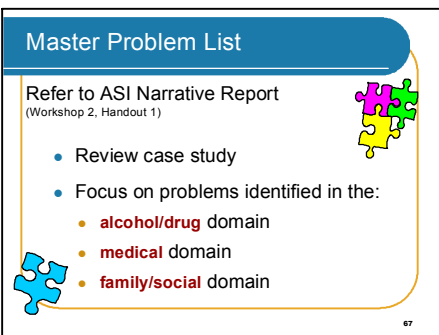 Master Problem List
Refer to ASI Narrative Report
(Workshop 2, Handout 1)
• Review case study
• Focus on problems identified in the:
• alcohol/drug domain
• medical domain
• family/social domain
67